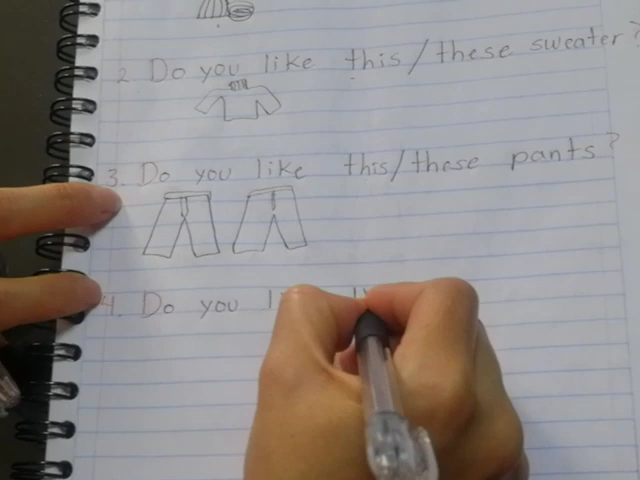 2. Do you like this/these sweater?
3. Do you like this/these pants?
4. Do you